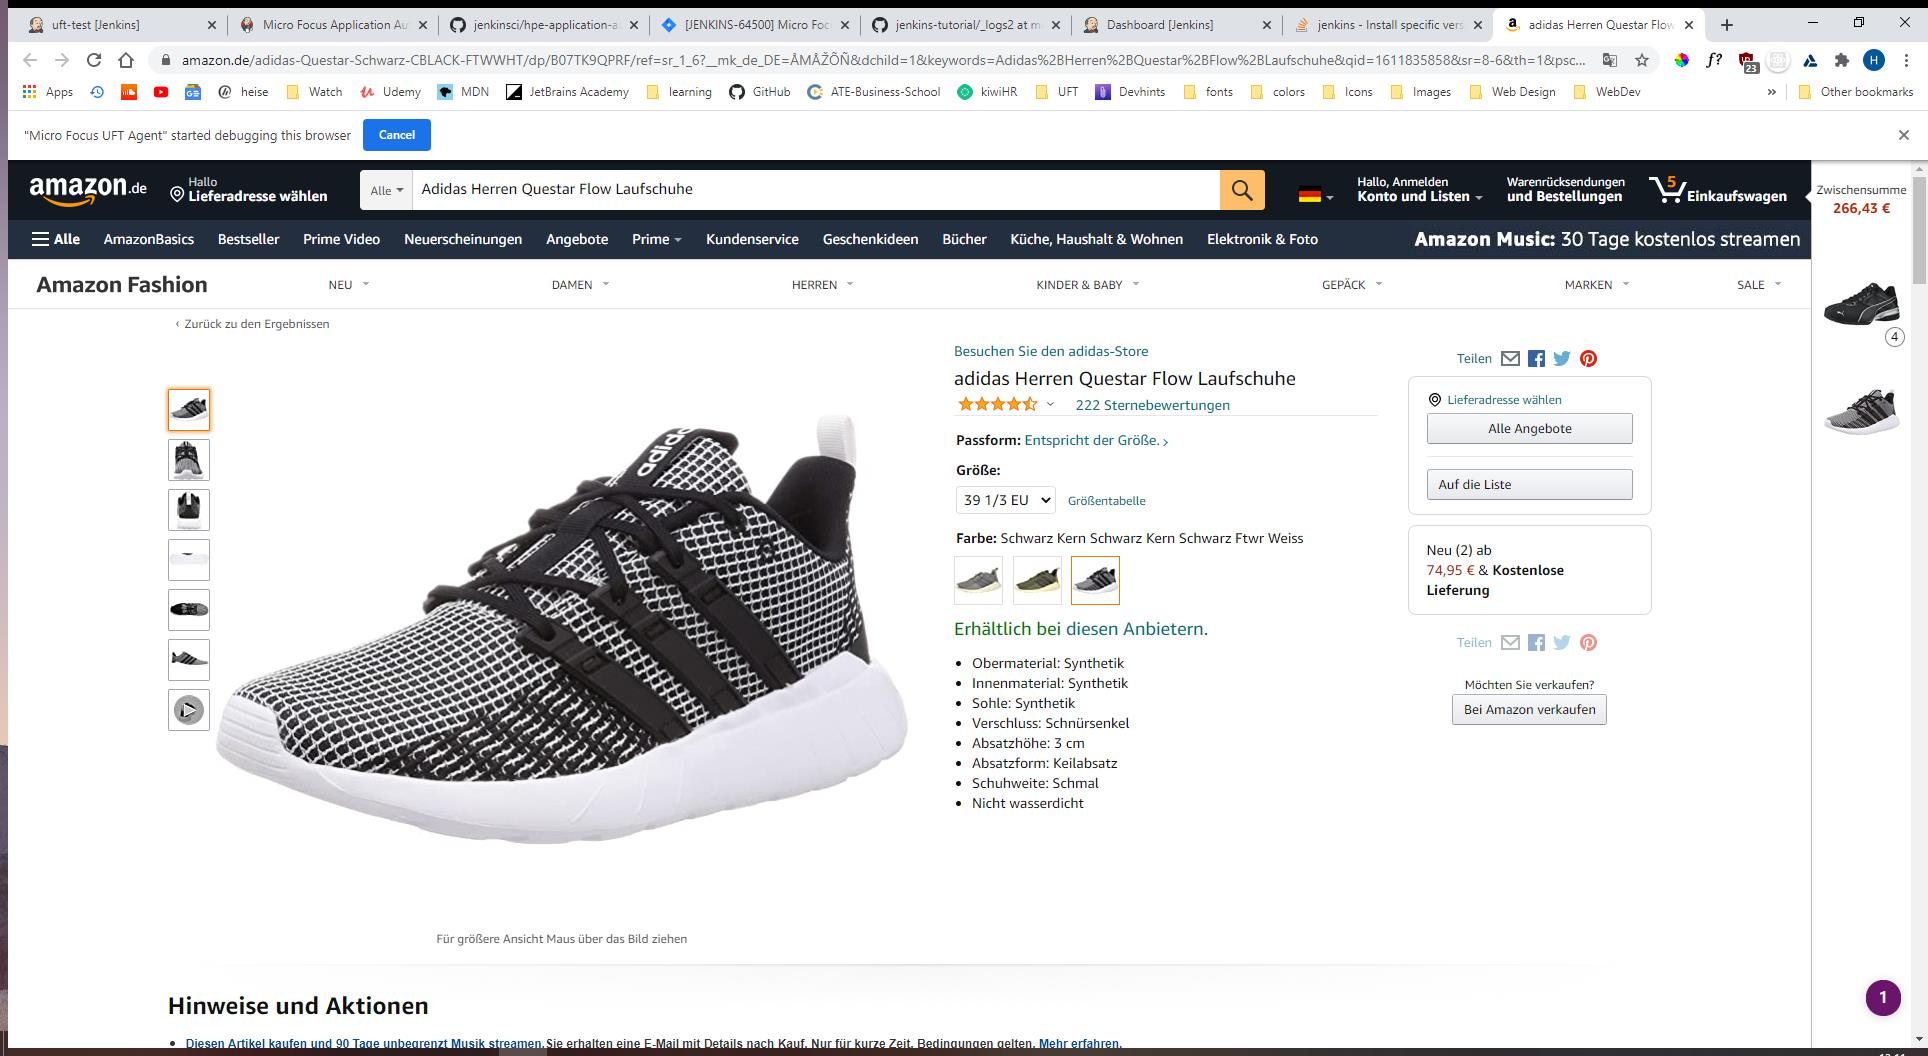 uft-test [Jenkins]
Micro Focus Application Au
jenkinsci/hpe-application-a
[JENKINS-64500] Micro Foc
jenkins-tutorial/_logs2 at m
Dashboard [Jenkins]
jenkins - Install specific vers
adidas Herren Questar Flow
amazon.de/adidas-Questar-Schwarz-CBLACK-FTWWHT/dp/B07TK9QPRF/ref=sr_1_6?__mk_de_DE=ÅMÅŽÕÑ&dchild=1&keywords=Adidas%2BHerren%2BQuestar%2BFlow%2BLaufschuhe&qid=1611835858&sr=8-6&th=1&psc...
f?
23
H
Apps
heise
Watch
Udemy
MDN
JetBrains Academy
learning
GitHub
ATE-Business-School
kiwiHR
UFT
Devhints
fonts
colors
Icons
Images
Web Design
WebDev
»
Other bookmarks
"Micro Focus UFT Agent" started debugging this browser
Cancel
amazon.de
Hallo
Lieferadresse wählen
Alle
Adidas Herren Questar Flow Laufschuhe
Hallo, Anmelden
Konto und Listen
Warenrücksendungen
und Bestellungen
5
Einkaufswagen
Zwischensumme
266,43 €
Alle
AmazonBasics
Bestseller
Prime Video
Neuerscheinungen
Angebote
Prime
Kundenservice
Geschenkideen
Bücher
Küche, Haushalt & Wohnen
Elektronik & Foto
Amazon Music: 30 Tage kostenlos streamen
Amazon Fashion
NEU
DAMEN
HERREN
KINDER & BABY
GEPÄCK
MARKEN
SALE
‹ Zurück zu den Ergebnissen
4
adidas
Besuchen Sie den adidas-Store
adidas Herren Questar Flow Laufschuhe
222 Sternebewertungen
Passform: Entspricht der Größe. ›
Größe:
39 1/3 EU
Größentabelle
Farbe: Schwarz Kern Schwarz Kern Schwarz Ftwr Weiss
Erhältlich bei diesen Anbietern.
• Obermaterial: Synthetik
• Innenmaterial: Synthetik
• Sohle: Synthetik
• Verschluss: Schnürsenkel
• Absatzhöhe: 3 cm
• Absatzform: Keilabsatz
• Schuhweite: Schmal
• Nicht wasserdicht
Teilen
Lieferadresse wählen
Alle Angebote
Auf die Liste
Neu (2) ab
74,95 € & Kostenlose
Lieferung
Teilen
Möchten Sie verkaufen?
Bei Amazon verkaufen
Für größere Ansicht Maus über das Bild ziehen
Hinweise und Aktionen
• Diesen Artikel kaufen und 90 Tage unbegrenzt Musik streamen. Sie erhalten eine E-Mail mit Details nach Kauf. Nur für kurze Zeit. Bedingungen gelten. Mehr erfahren.
1